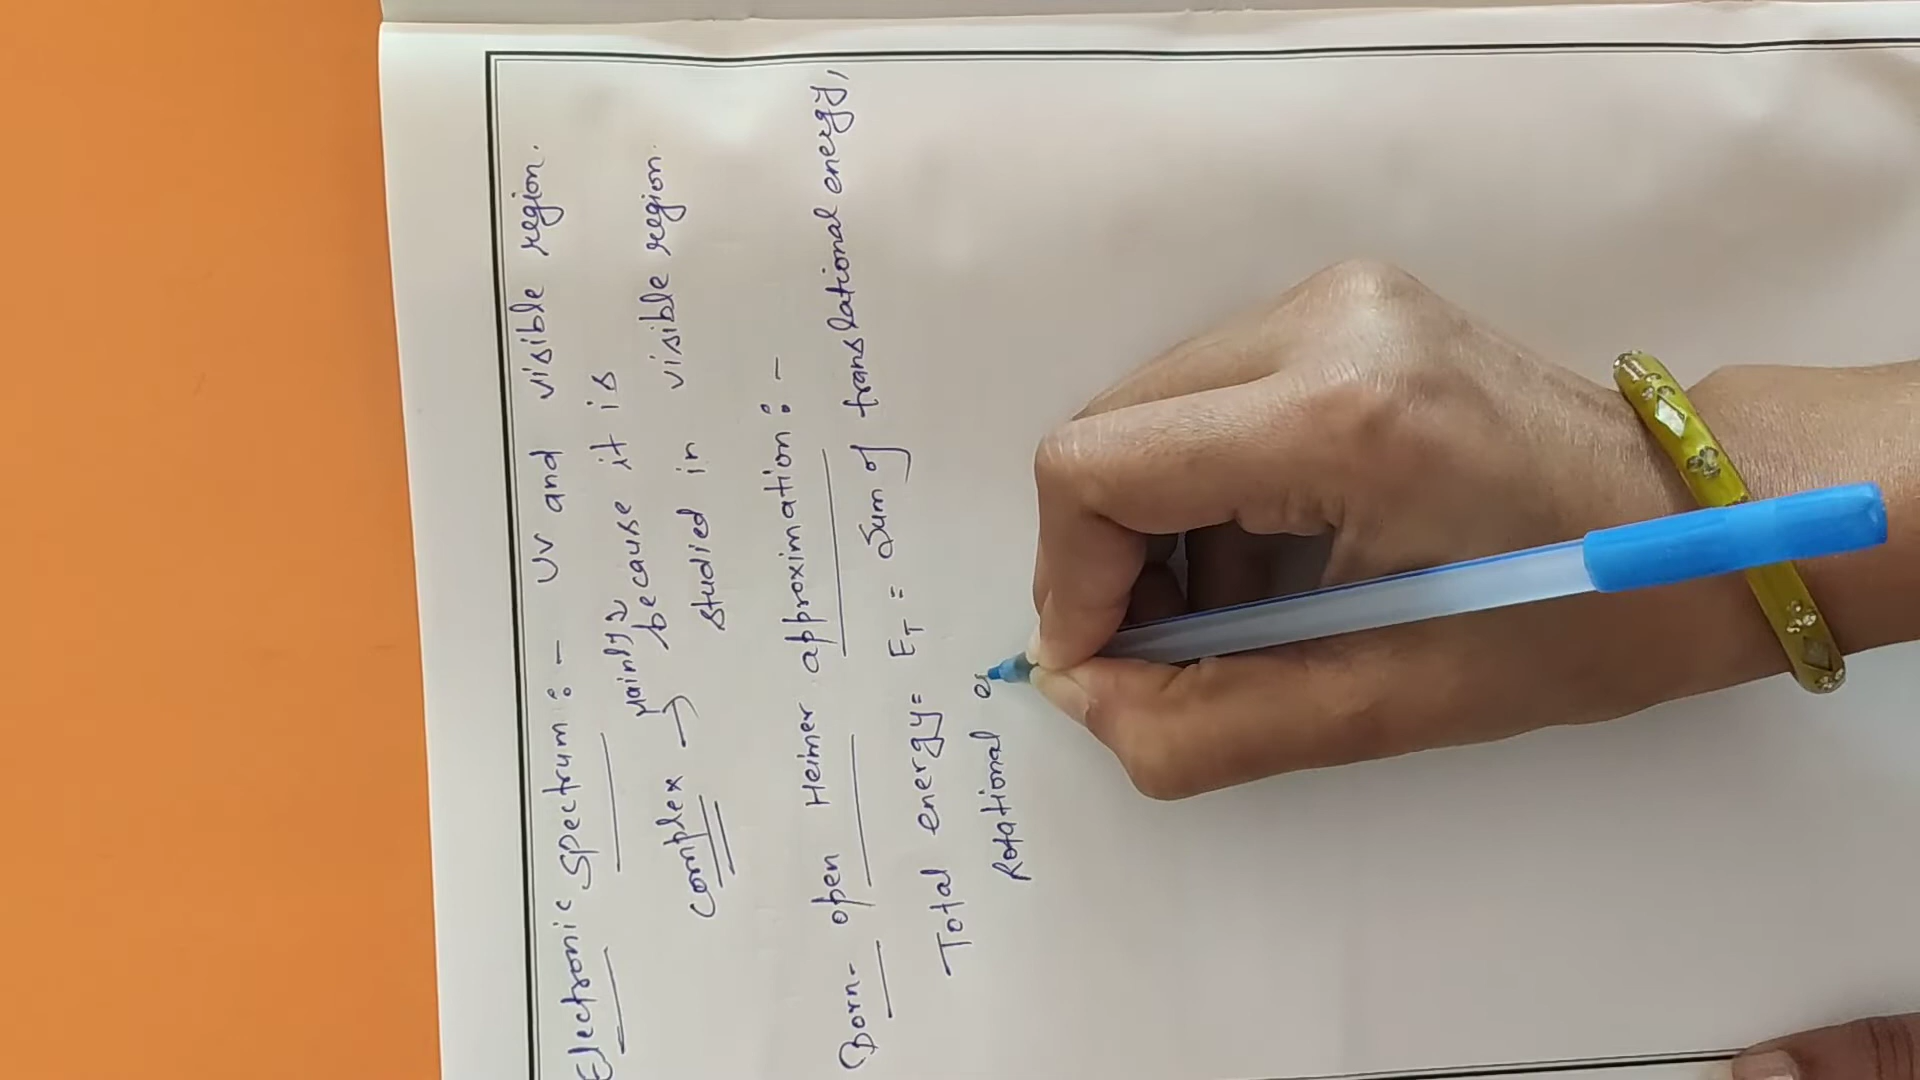 Electronic spectrum:- UV and visible region.
Mainly
complex → because it is
studied in visible region.
Born-open Heimer approximation:-
Total energy= ET = Sum of translational energy,
Rotational e